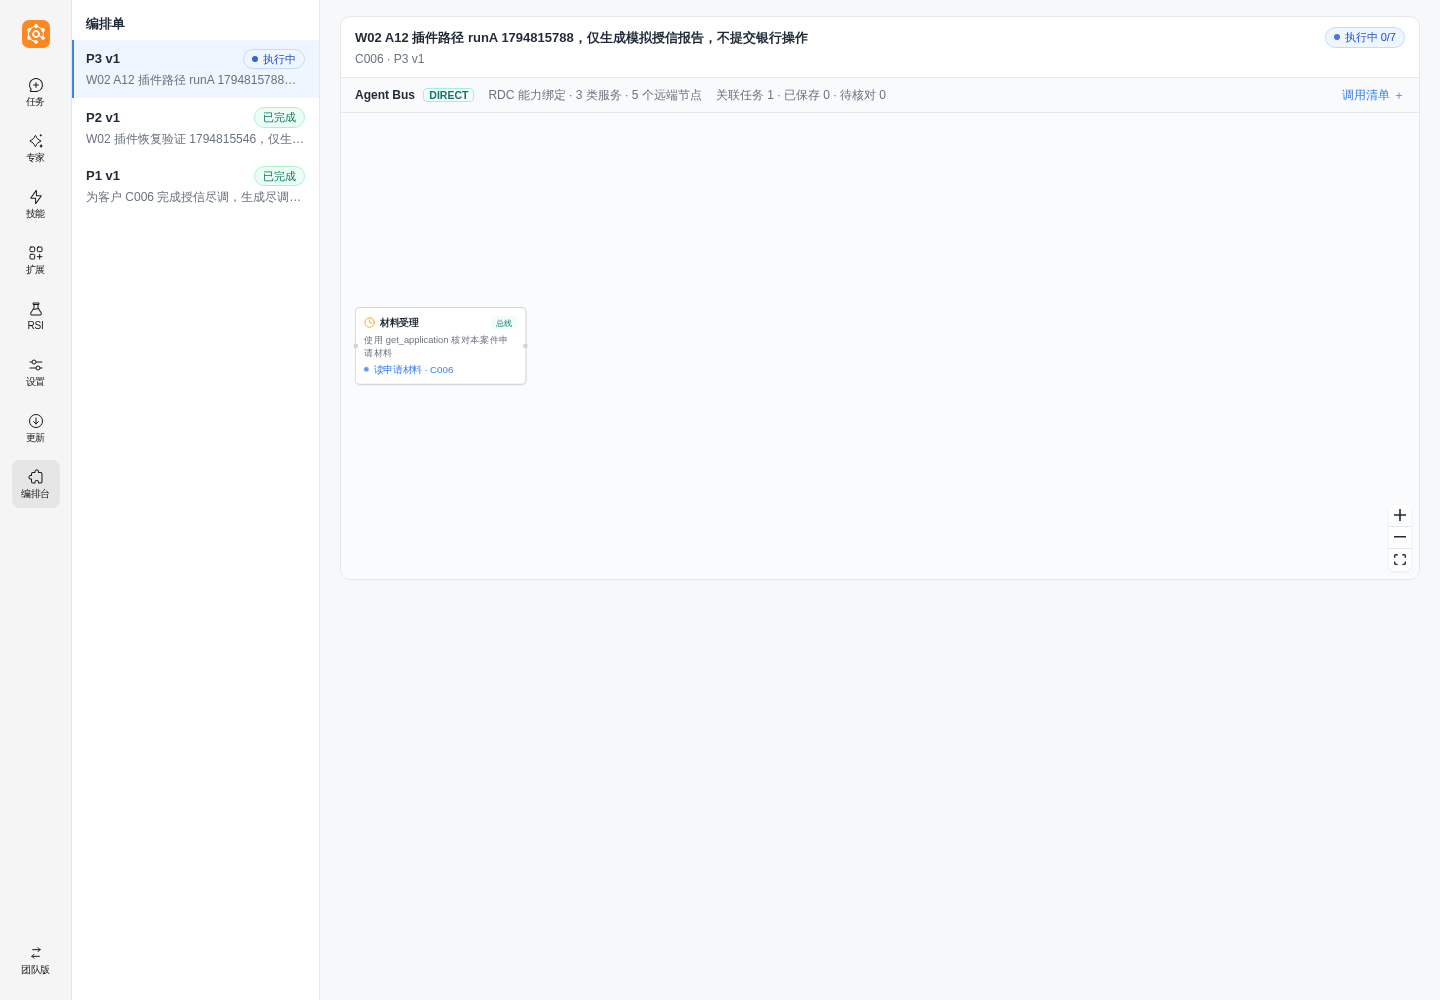 任务
专家
技能
扩展
RSI
设置
更新
编排台
团队版
编排单
P3 v1
执行中
W02 A12 插件路径 runA 1794815788…
P2 v1
已完成
W02 插件恢复验证 1794815546，仅生…
P1 v1
已完成
为客户 C006 完成授信尽调，生成尽调…
W02 A12 插件路径 runA 1794815788，仅生成模拟授信报告，不提交银行操作
执行中 0/7
C006 · P3 v1
Agent Bus DIRECT RDC 能力绑定 · 3 类服务 · 5 个远端节点 关联任务 1 · 已保存 0 · 待核对 0 调用清单 +
材料受理 总线
使用 get_application 核对本案件申
请材料
读申请材料 · C006